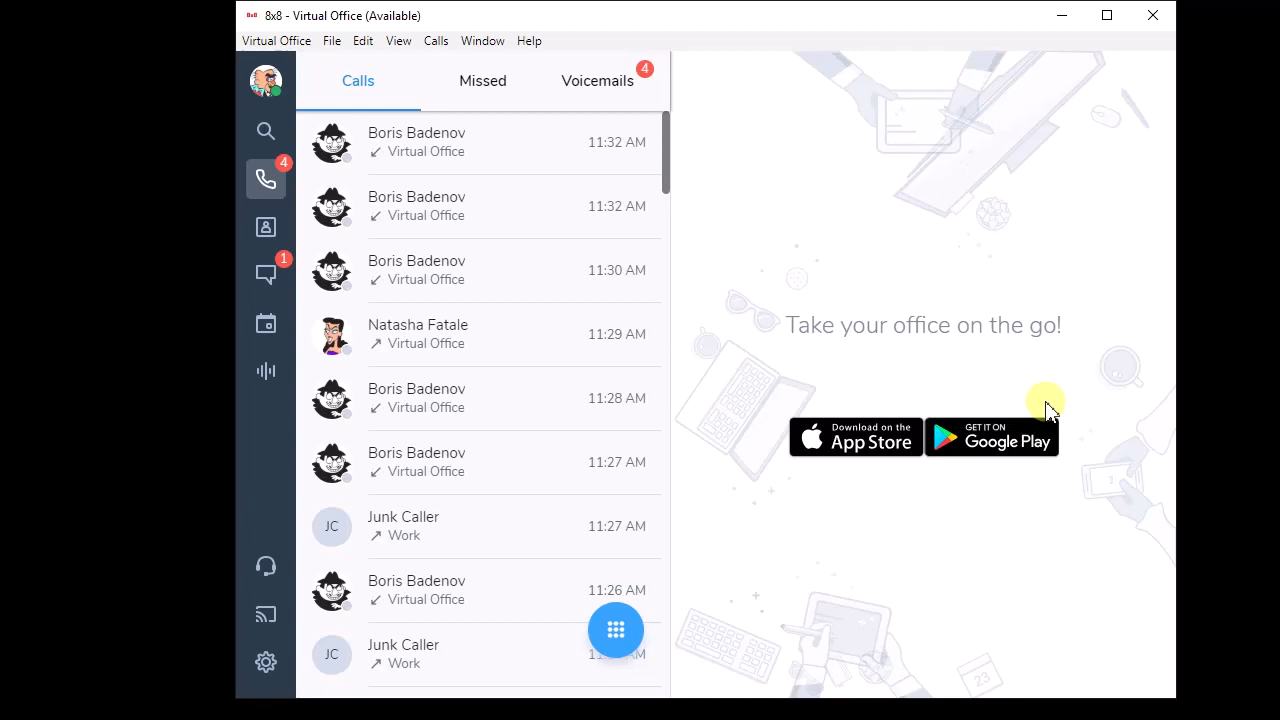 8x8 - Virtual Office (Available)
Virtual Office File Edit View Calls Window Help
Calls Missed Voicemails 4
4
1
Boris Badenov
Virtual Office
11:32 AM
Boris Badenov
Virtual Office
11:32 AM
Boris Badenov
Virtual Office
11:30 AM
Natasha Fatale
Virtual Office
11:29 AM
Boris Badenov
Virtual Office
11:28 AM
Boris Badenov
Virtual Office
11:27 AM
JC
Junk Caller
Work
11:27 AM
Boris Badenov
Virtual Office
11:26 AM
JC
Junk Caller
Work
Take your office on the go!
Download on the
App Store
GET IT ON
Google Play
23